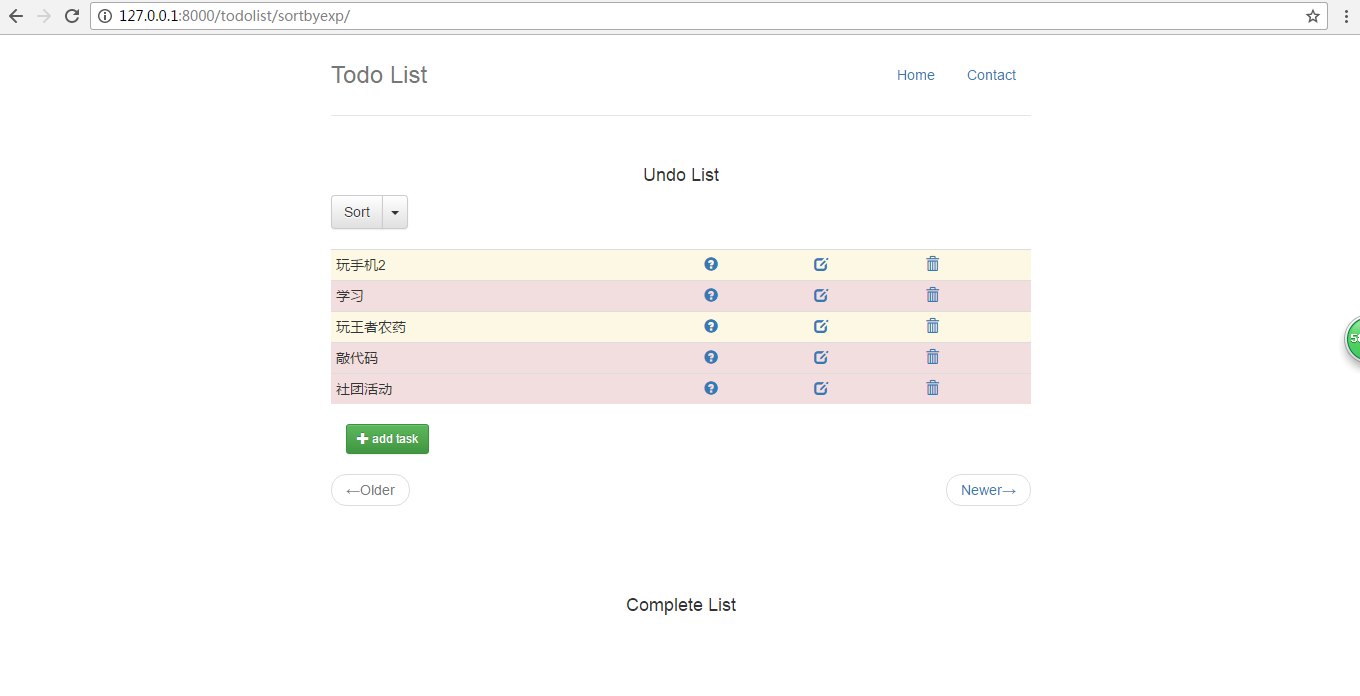 127.0.0.1:8000/todolist/sortbyexp/
Todo List
Home
Contact
Undo List
Sort
玩手机2
学习
玩王者农药
敲代码
社团活动
add task
←Older
Newer→
Complete List